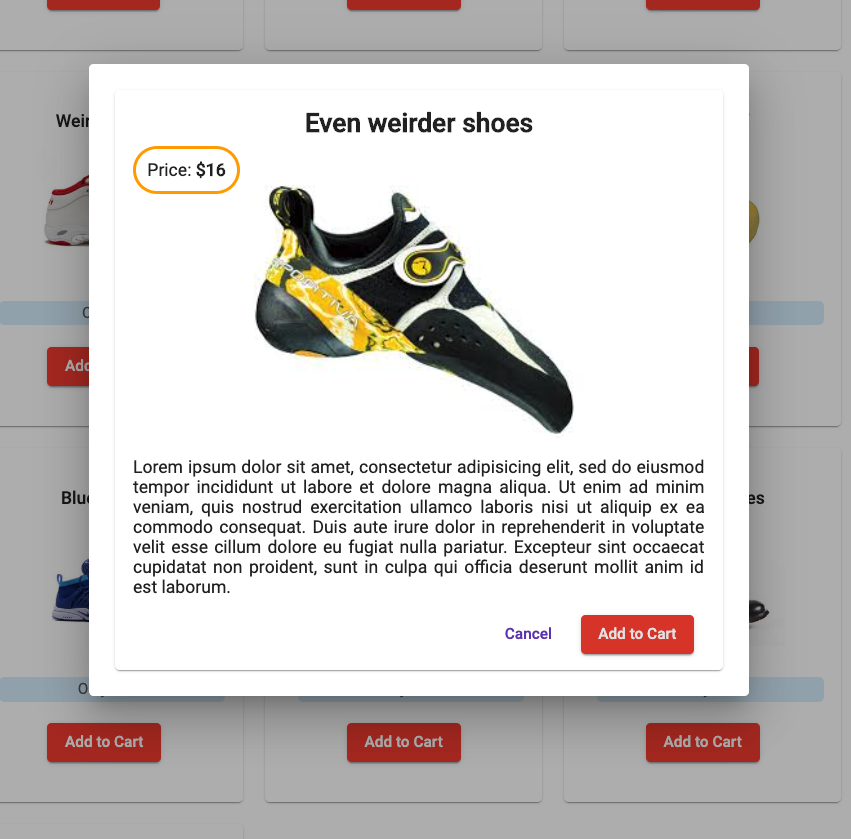 Even weirder shoes
Price: $16
SPORTIVA
Lorem ipsum dolor sit amet, consectetur adipisicing elit, sed do eiusmod
tempor incididunt ut labore et dolore magna aliqua. Ut enim ad minim
veniam, quis nostrud exercitation ullamco laboris nisi ut aliquip ex ea
commodo consequat. Duis aute irure dolor in reprehenderit in voluptate
velit esse cillum dolore eu fugiat nulla pariatur. Excepteur sint occaecat
cupidatat non proident, sunt in culpa qui officia deserunt mollit anim id
est laborum.
Cancel Add to Cart
Add to Cart Add to Cart Add to Cart